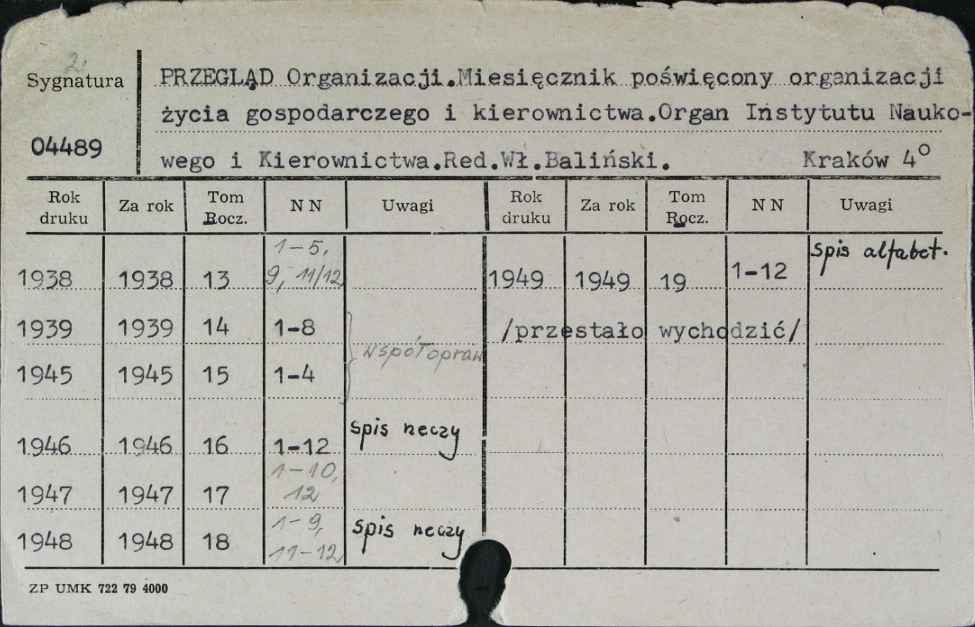 2.
Sygnatura
04489
PRZEGLĄD Organizacji.Miesięcznik poświęcony organizacji
życia gospodarczego i kierownictwa.Organ Instytutu Nauko-
wego i Kierownictwa.Red.Wł.Baliński. Kraków 4°
Rok druku Za rok Tom Rocz. NN Uwagi Rok druku Za rok Tom Rocz. NN Uwagi
1938 1938 13 1-5, 9, 11/12 1949 1949 19 1-12 spis alfabet.
1939 1939 14 1-8 /przestało wychodzić/
współopraw
1945 1945 15 1-4
1946 1946 16 1-12 spis rzeczy
1947 1947 17 1-10, 12
1948 1948 18 1-9, 11-12 spis rzeczy
ZP UMK 722 79 4000